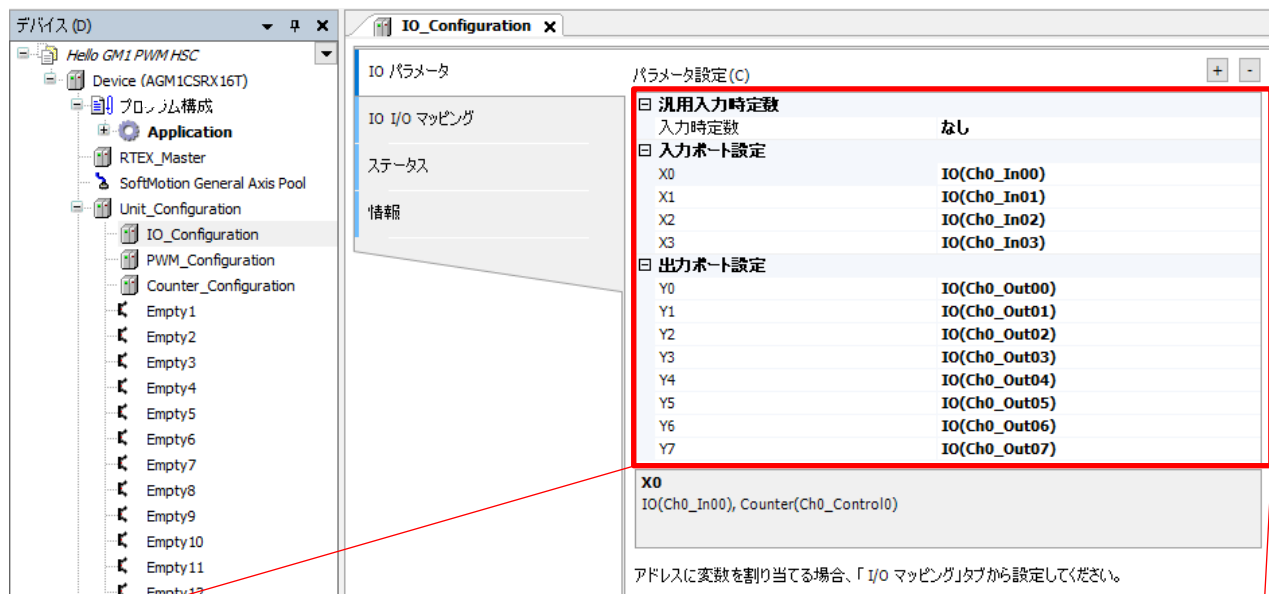 デバイス (D)
Hello GM1 PWM HSC
Device (AGM1CSRX16T)
Application
RTEX_Master
SoftMotion General Axis Pool
Unit_Configuration
IO_Configuration
PWM_Configuration
Counter_Configuration
Empty1
Empty2
Empty3
Empty4
Empty5
Empty6
Empty7
Empty8
Empty9
Empty10
Empty11
IO_Configuration
IO パラメータ
IO I/O マッピング
ステータス
情報
パラメータ設定(C)
+ -
汎用入力時定数
入力時定数 なし
入力ポート設定
X0 IO(Ch0_In00)
X1 IO(Ch0_In01)
X2 IO(Ch0_In02)
X3 IO(Ch0_In03)
出力ポート設定
Y0 IO(Ch0_Out00)
Y1 IO(Ch0_Out01)
Y2 IO(Ch0_Out02)
Y3 IO(Ch0_Out03)
Y4 IO(Ch0_Out04)
Y5 IO(Ch0_Out05)
Y6 IO(Ch0_Out06)
Y7 IO(Ch0_Out07)
X0
IO(Ch0_In00), Counter(Ch0_Control0)
アドレスに変数を割り当てる場合、「I/O マッピング」タブから設定してください。